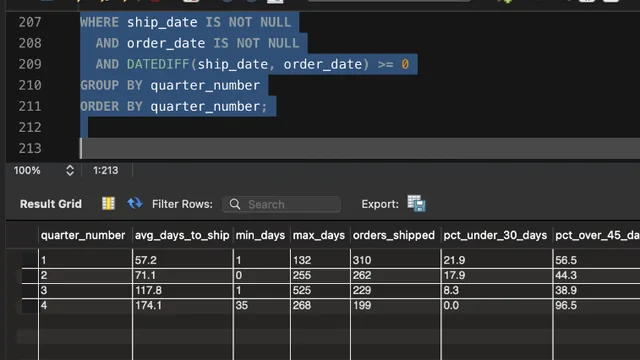 207 WHERE ship_date IS NOT NULL
208 AND order_date IS NOT NULL
209 AND DATEDIFF(ship_date, order_date) >= 0
210 GROUP BY quarter_number
211 ORDER BY quarter_number;
212
213
100% 1:213
Result Grid Filter Rows: Search Export:
quarter_number avg_days_to_ship min_days max_days orders_shipped pct_under_30_days pct_over_45_da
1 57.2 1 132 310 21.9 56.5
2 71.1 0 255 262 17.9 44.3
3 117.8 1 525 229 8.3 38.9
4 174.1 35 268 199 0.0 96.5